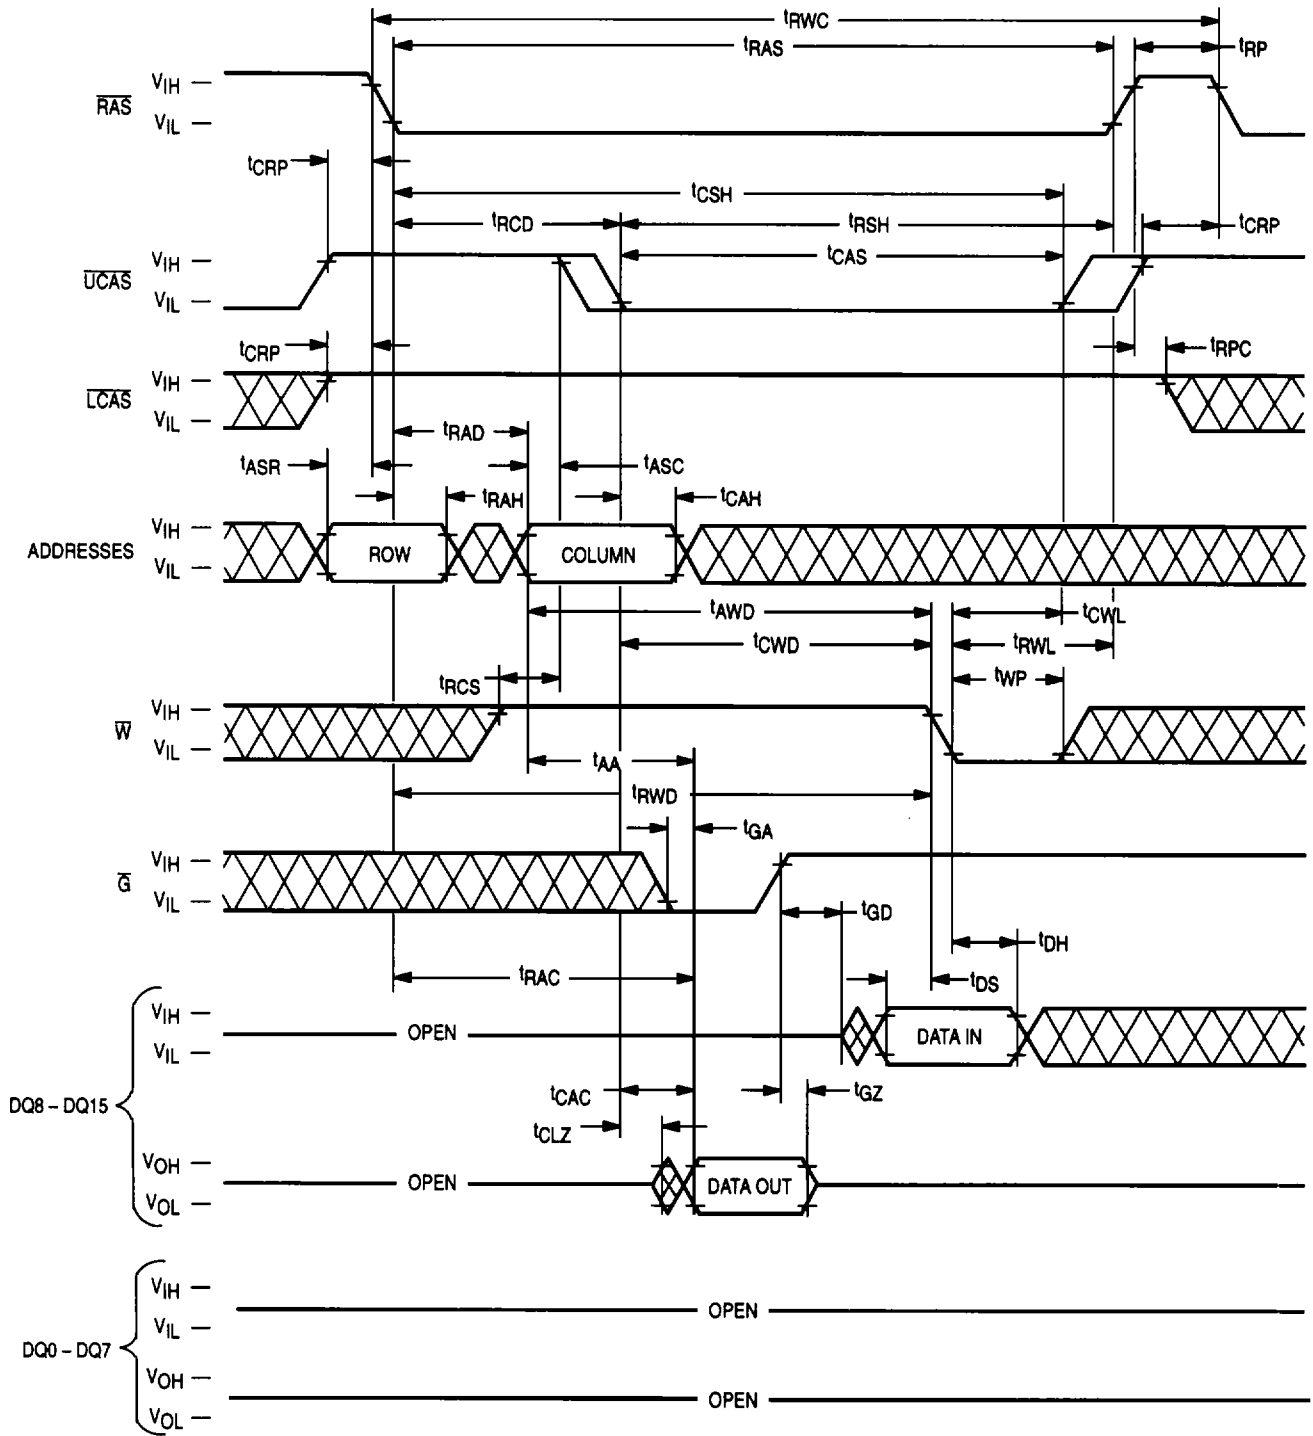 tRWC
tRAS
tRP
VIH
RAS
VIL
tCRP
tCSH
tRCD
tRSH
tCRP
tCAS
VIH
UCAS
VIL
tCRP
tRPC
VIH
LCAS
VIL
tRAD
tASR
tASC
tRAH
tCAH
VIH
ADDRESSES
ROW
COLUMN
VIL
tAWD
tCWL
tCWD
tRWL
tRCS
tWP
VIH
W
VIL
tAA
tRWD
tGA
VIH
G
VIL
tGD
tDH
tRAC
tDS
VIH
OPEN
DATA IN
VIL
tCAC
tGZ
DQ8 – DQ15
tCLZ
VOH
OPEN
DATA OUT
VOL
VIH
OPEN
VIL
DQ0 – DQ7
VOH
OPEN
VOL